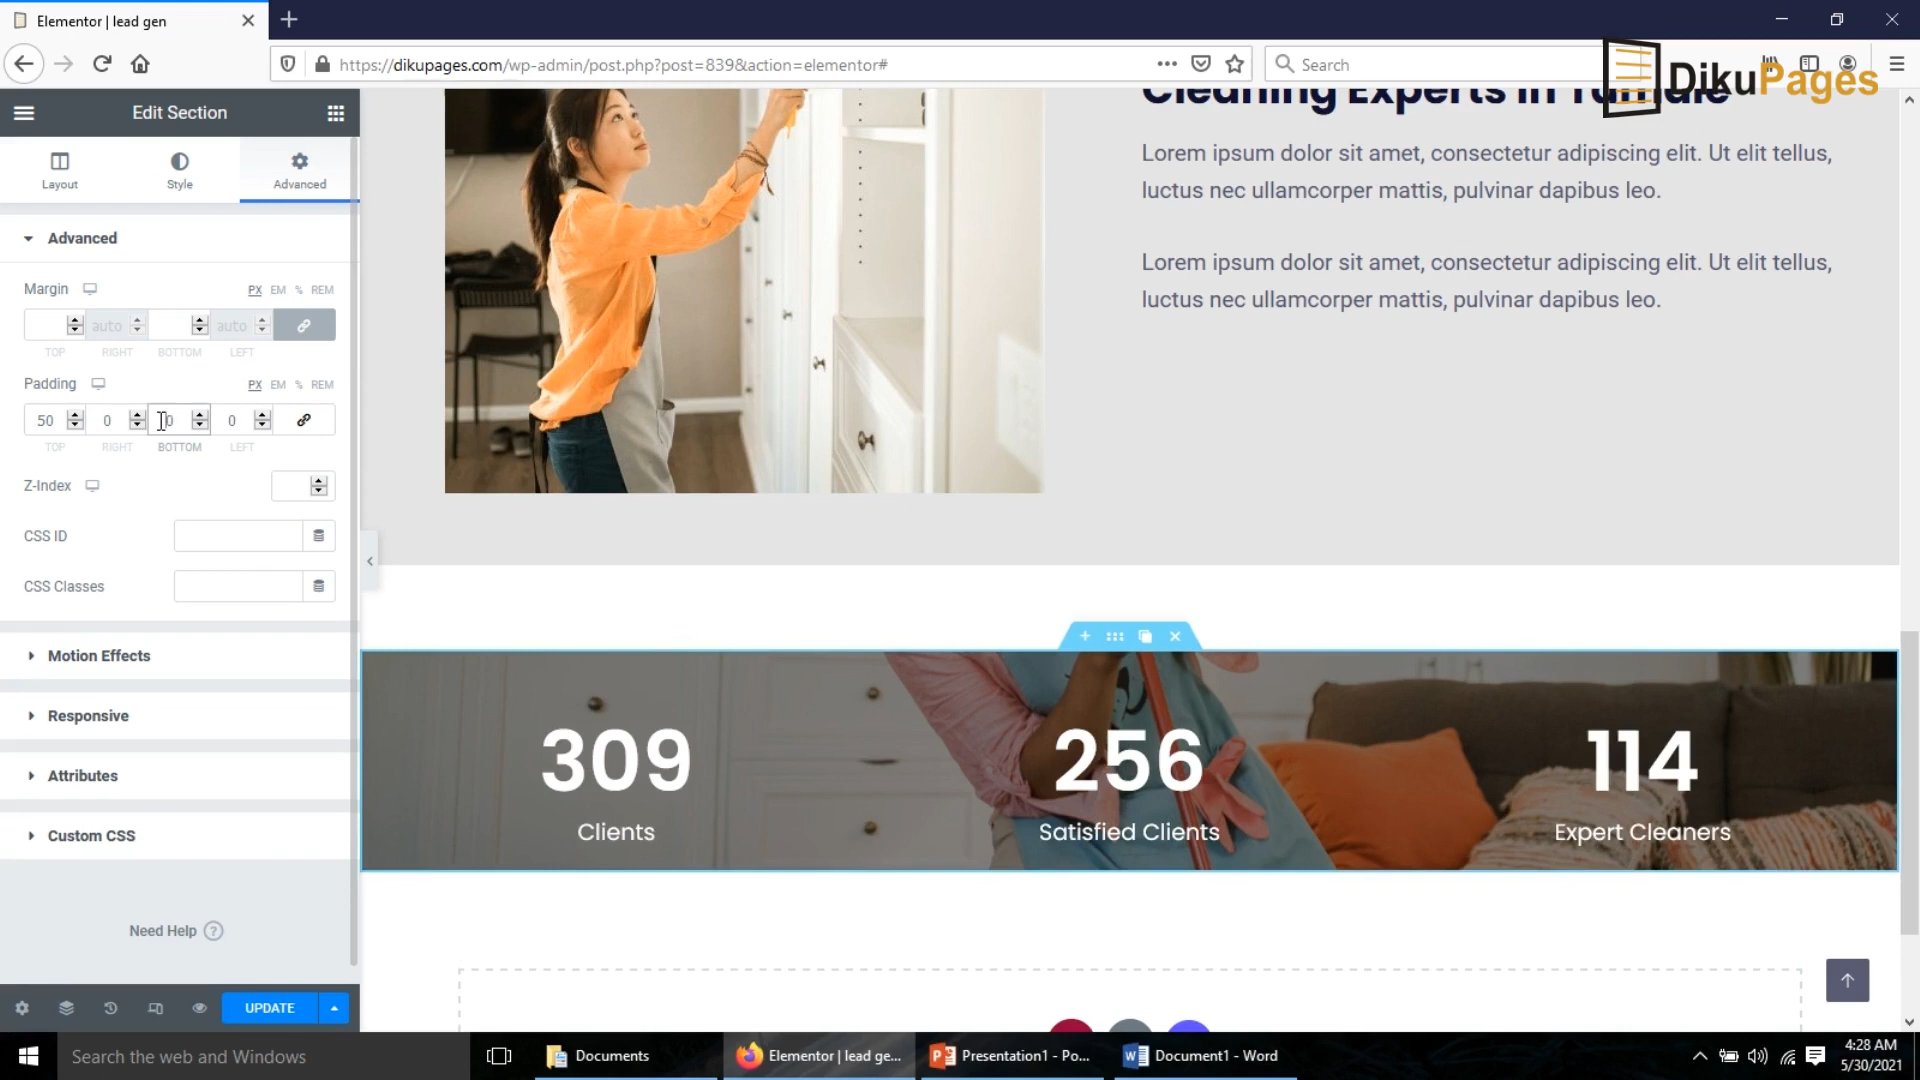 Elementor | lead gen
https://dikupages.com/wp-admin/post.php?post=839&action=elementor#
Search
DikuPages
Edit Section
Layout
Style
Advanced
Advanced
Margin
PX EM % REM
auto
auto
TOP RIGHT BOTTOM LEFT
Padding
PX EM % REM
50 0 0 0
TOP RIGHT BOTTOM LEFT
Z-Index
CSS ID
CSS Classes
Motion Effects
Responsive
Attributes
Custom CSS
Need Help ?
UPDATE
Cleaning Experts in
Lorem ipsum dolor sit amet, consectetur adipiscing elit. Ut elit tellus,
luctus nec ullamcorper mattis, pulvinar dapibus leo.
Lorem ipsum dolor sit amet, consectetur adipiscing elit. Ut elit tellus,
luctus nec ullamcorper mattis, pulvinar dapibus leo.
309
Clients
256
Satisfied Clients
114
Expert Cleaners
Search the web and Windows
Documents
Elementor | lead ge...
Presentation1 - Po...
Document1 - Word
4:28 AM
5/30/2021